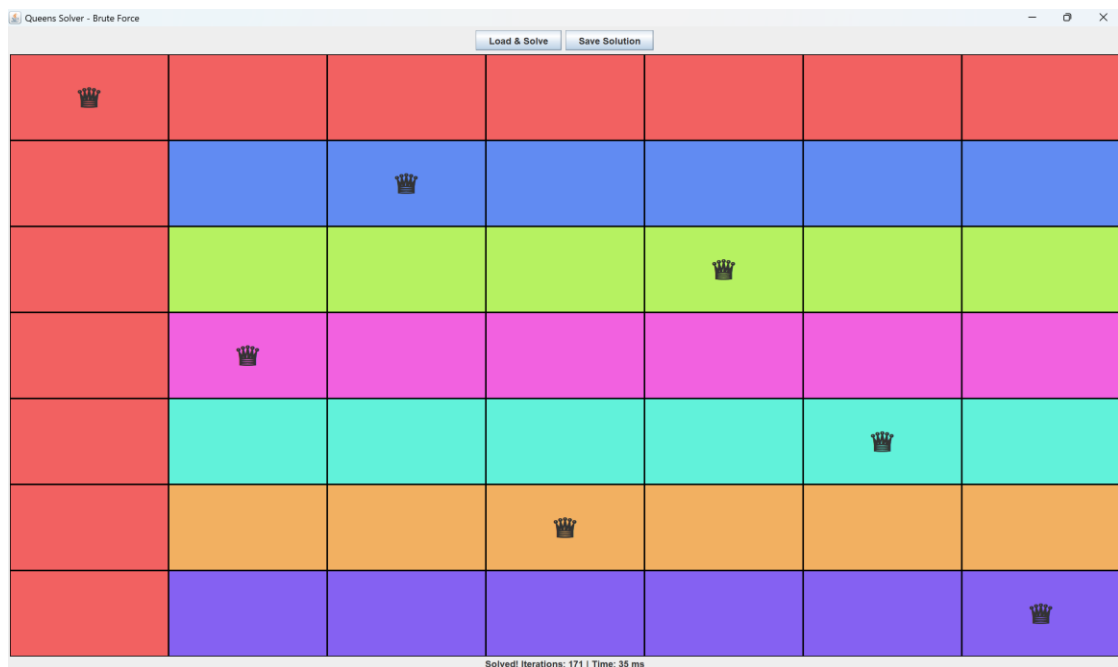 Queens Solver - Brute Force
Load & Solve Save Solution
Solved! Iterations: 171 | Time: 35 ms